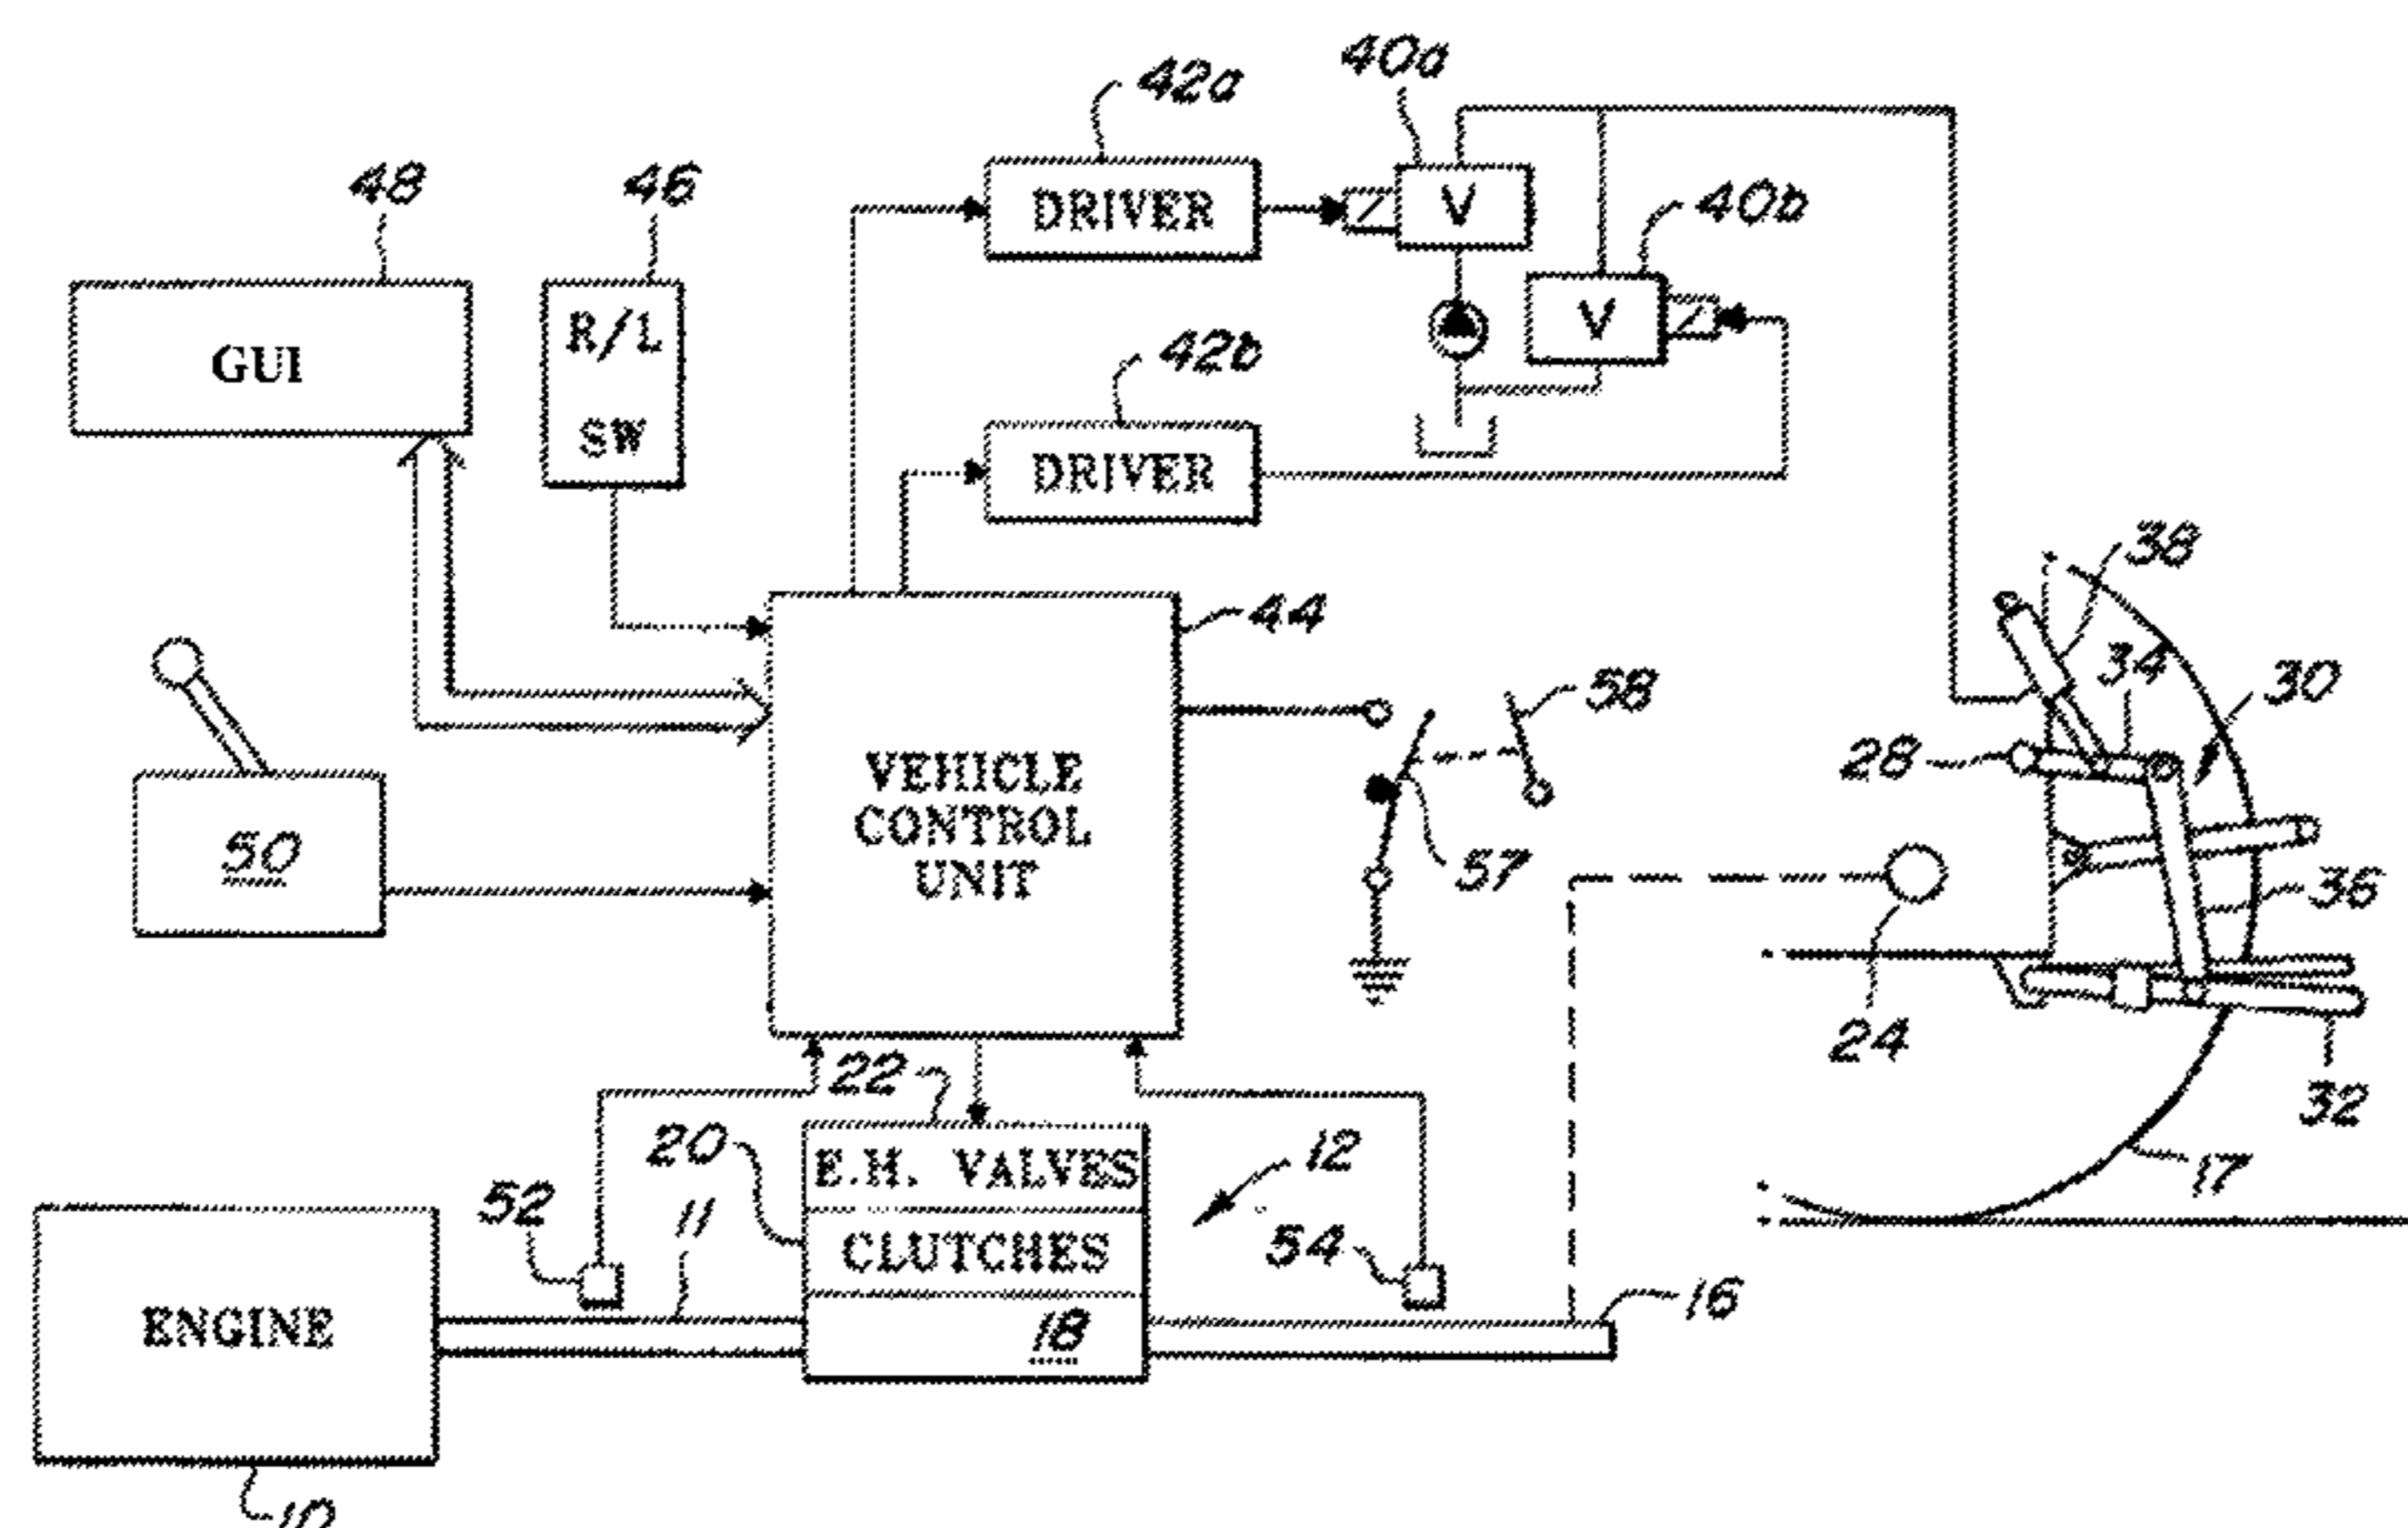 40a
42a
48
46
DRIVER
V
40b
R/L
SW
GUI
V
42b
DRIVER
38
44
34
30
58
28
VEHICLE
CONTROL
UNIT
50
57
36
24
22
32
20
E.H. VALVES
12
17
52
11
CLUTCHES
54
16
ENGINE
18
10